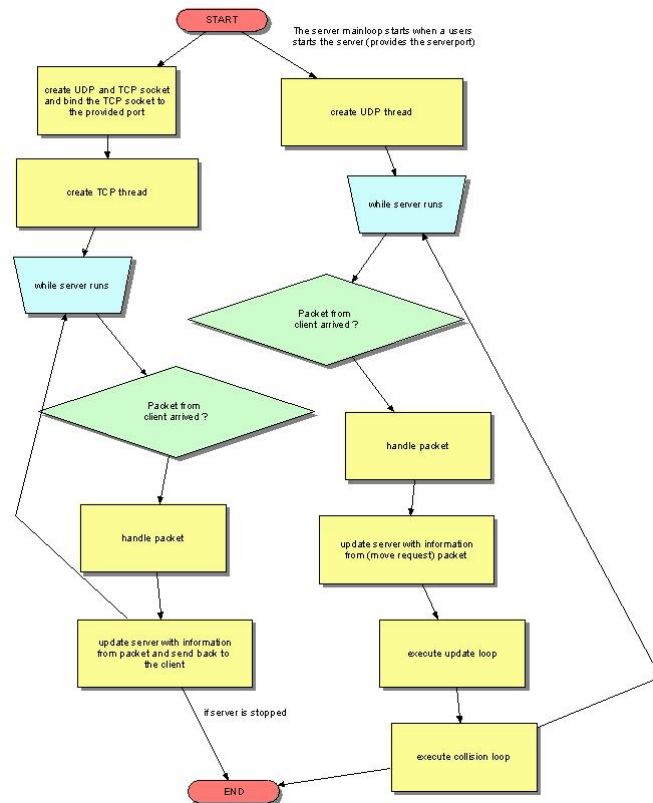 START
The server mainloop starts when a users
starts the server (provides the serverport)
create UDP and TCP socket
and bind the TCP socket to
the provided port
create UDP thread
create TCP thread
while server runs
while server runs
Packet from
client arrived ?
Packet from
client arrived ?
handle packet
handle packet
update server with information
from (move request) packet
update server with information
from packet and send back to
the client
execute update loop
if server is stopped
execute collision loop
END